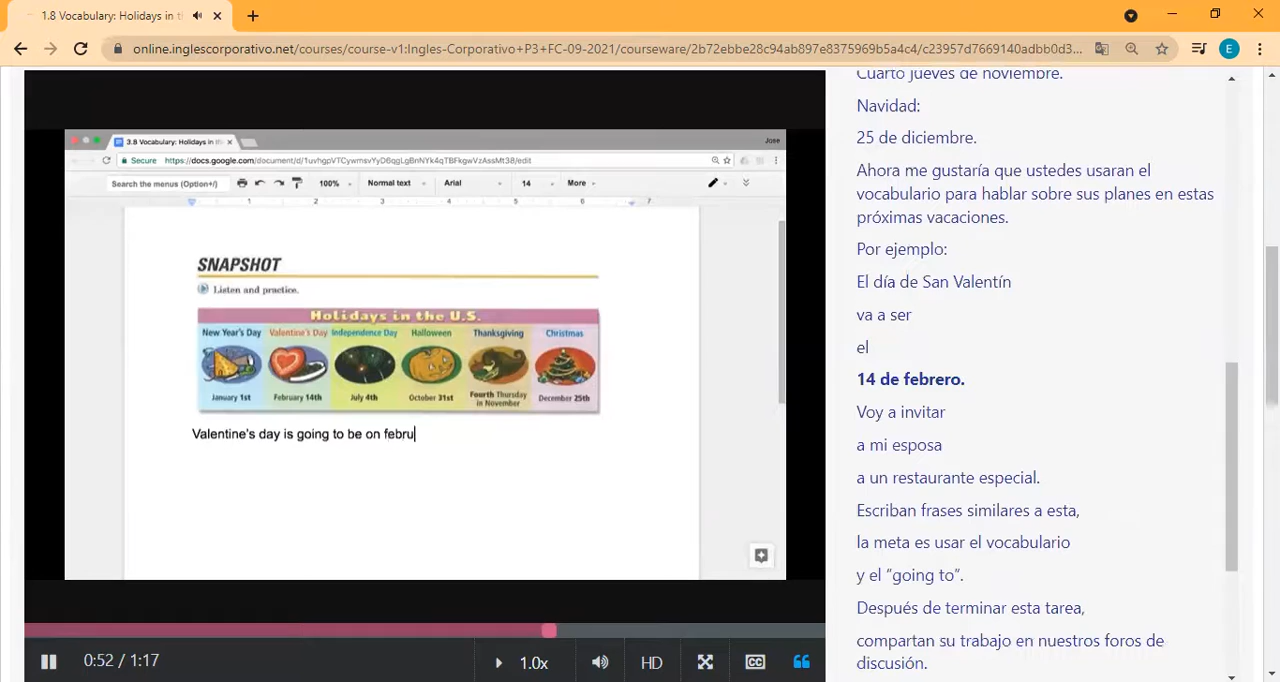 1.8 Vocabulary: Holidays in t
online.inglescorporativo.net/courses/course-v1:Ingles-Corporativo+P3+FC-09-2021/courseware/2b72ebbe28c94ab897e8375969b5a4c4/c23957d7669140adbb0d3...
E
3.8 Vocabulary: Holidays in th
Jose
Secure
https://docs.google.com/document/d/1uvhgpVTCywmsvYyD6qgLgBnNYk4qTBFkgwVzAssMt38/edit
Search the menus (Option+/)
100%
Normal text
Arial
14
More
1 2 3 4 5 6 7
SNAPSHOT
Listen and practice.
Holidays in the U.S.
New Year's Day Valentine's Day Independence Day Halloween Thanksgiving Christmas
January 1st February 14th July 4th October 31st Fourth Thursday in November December 25th
Valentine's day is going to be on febru
0:52 / 1:17
1.0x
HD
CC
Cuarto jueves de noviembre.
Navidad:
25 de diciembre.
Ahora me gustaría que ustedes usaran el
vocabulario para hablar sobre sus planes en estas
próximas vacaciones.
Por ejemplo:
El día de San Valentín
va a ser
el
14 de febrero.
Voy a invitar
a mi esposa
a un restaurante especial.
Escriban frases similares a esta,
la meta es usar el vocabulario
y el “going to”.
Después de terminar esta tarea,
compartan su trabajo en nuestros foros de
discusión.